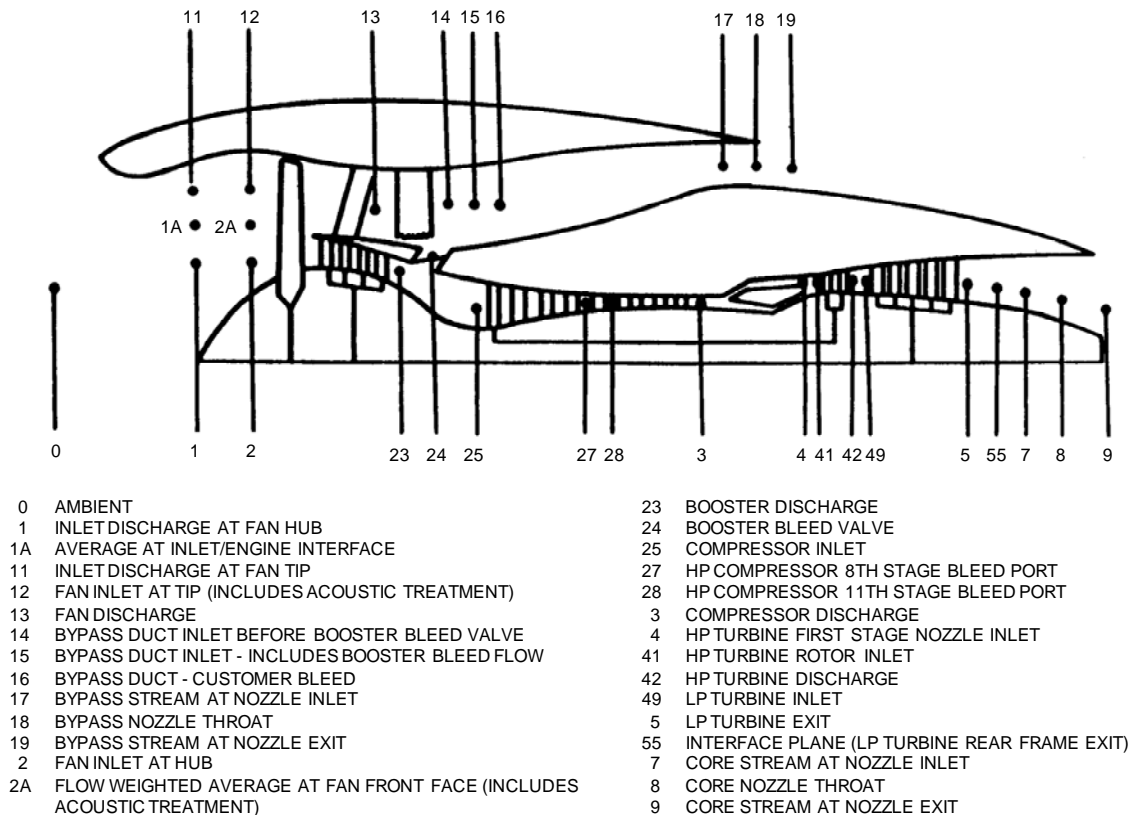 11 12 13 14 15 16 17 18 19
1A 2A
0 1 2 23 24 25 27 28 3 4 41 42 49 5 55 7 8 9
0 AMBIENT
1 INLET DISCHARGE AT FAN HUB
1A AVERAGE AT INLET/ENGINE INTERFACE
11 INLET DISCHARGE AT FAN TIP
12 FAN INLET AT TIP (INCLUDES ACOUSTIC TREATMENT)
13 FAN DISCHARGE
14 BYPASS DUCT INLET BEFORE BOOSTER BLEED VALVE
15 BYPASS DUCT INLET - INCLUDES BOOSTER BLEED FLOW
16 BYPASS DUCT - CUSTOMER BLEED
17 BYPASS STREAM AT NOZZLE INLET
18 BYPASS NOZZLE THROAT
19 BYPASS STREAM AT NOZZLE EXIT
2 FAN INLET AT HUB
2A FLOW WEIGHTED AVERAGE AT FAN FRONT FACE (INCLUDES
ACOUSTIC TREATMENT)
23 BOOSTER DISCHARGE
24 BOOSTER BLEED VALVE
25 COMPRESSOR INLET
27 HP COMPRESSOR 8TH STAGE BLEED PORT
28 HP COMPRESSOR 11TH STAGE BLEED PORT
3 COMPRESSOR DISCHARGE
4 HP TURBINE FIRST STAGE NOZZLE INLET
41 HP TURBINE ROTOR INLET
42 HP TURBINE DISCHARGE
49 LP TURBINE INLET
5 LP TURBINE EXIT
55 INTERFACE PLANE (LP TURBINE REAR FRAME EXIT)
7 CORE STREAM AT NOZZLE INLET
8 CORE NOZZLE THROAT
9 CORE STREAM AT NOZZLE EXIT